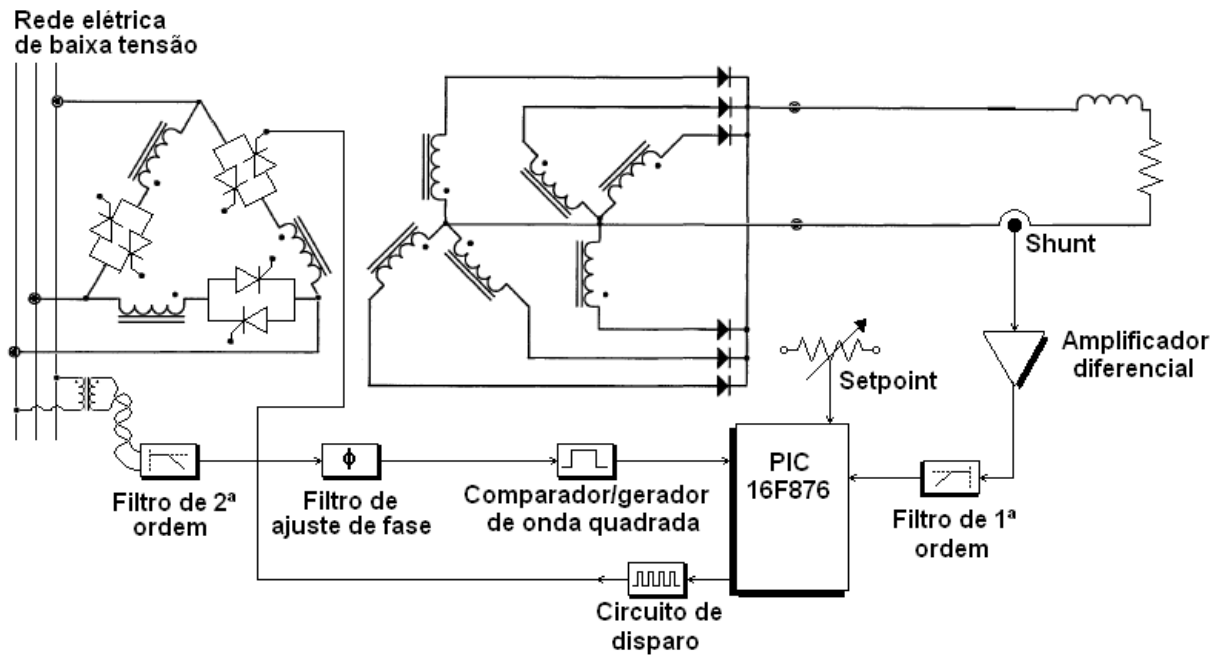 Rede elétrica
de baixa tensão
Shunt
Amplificador
diferencial
Setpoint
PIC
16F876
ϕ
Filtro de 2ª
ordem
Filtro de
ajuste de fase
Comparador/gerador
de onda quadrada
Filtro de 1ª
ordem
Circuito de
disparo